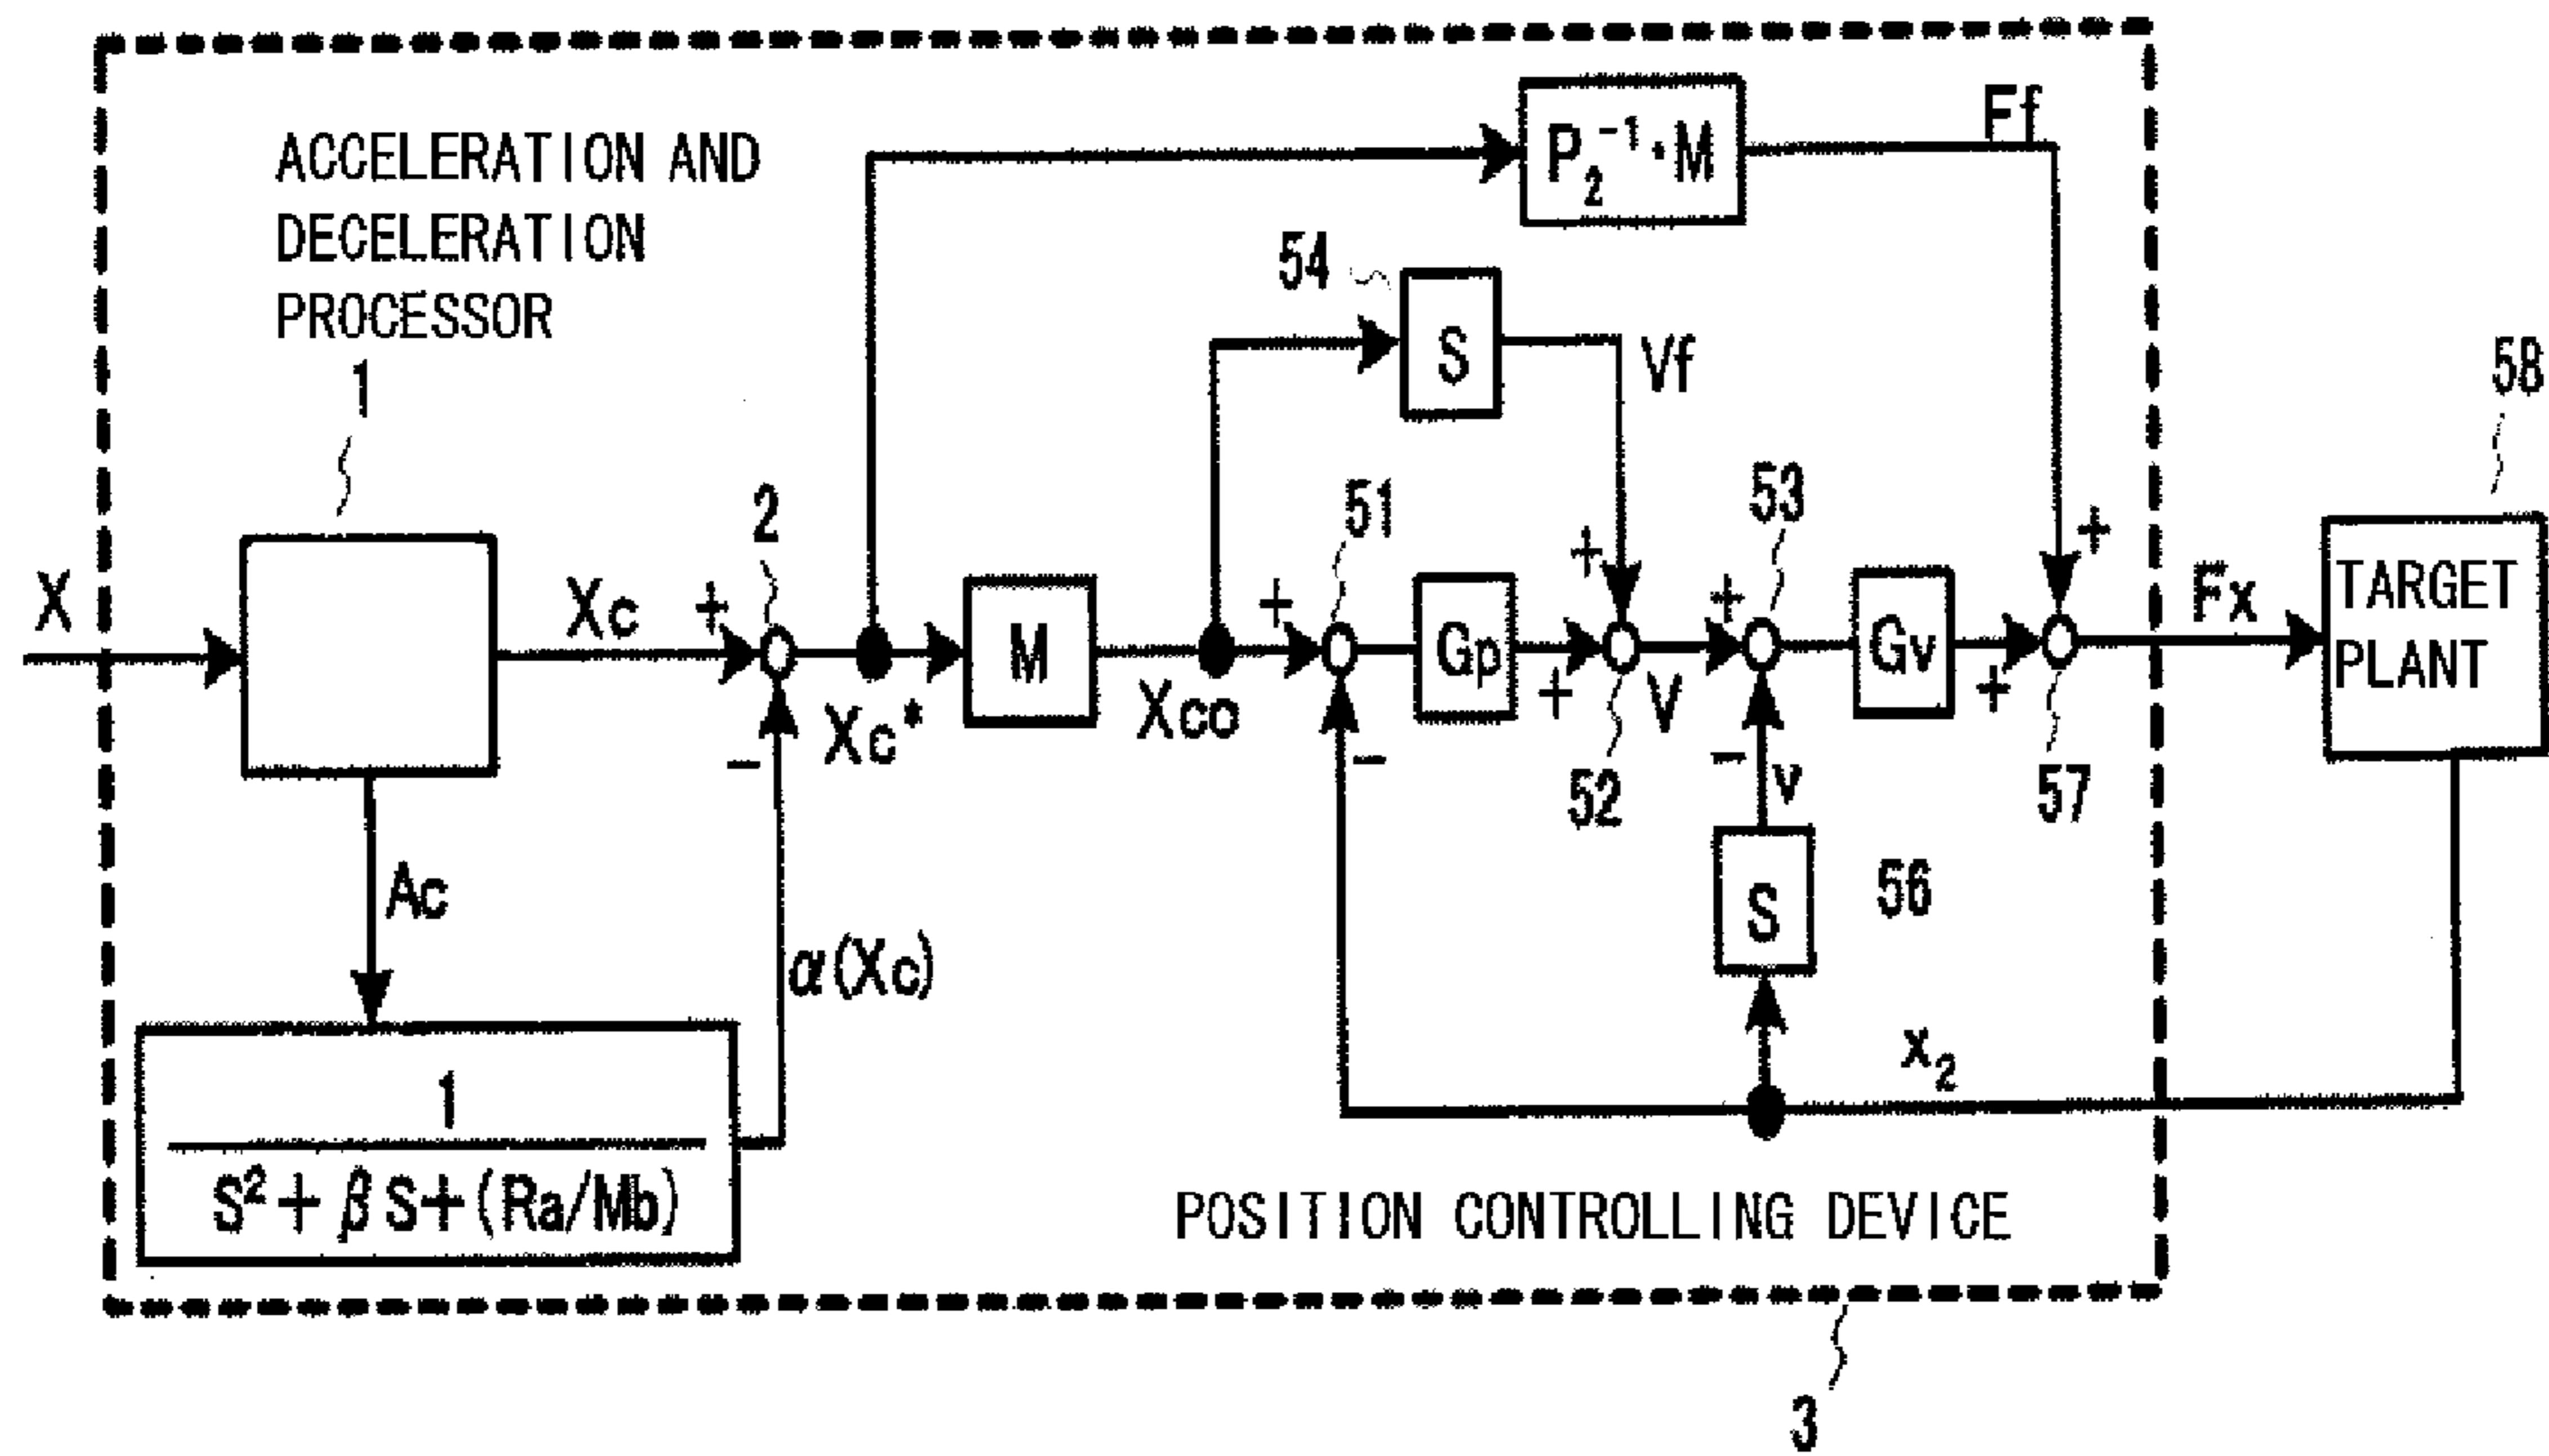 ACCELERATION AND
DECELERATION
PROCESSOR
1
X
Xc
+
2
-
Xc*
Ac
α(Xc)
1
S²+βS+(Ra/Mb)
P₂⁻¹·M
Ff
54
S
Vf
M
Xco
51
+
-
Gp
+
+
52
V
53
+
-
v
Gv
+
+
57
S
56
x₂
Fx
58
TARGET
PLANT
POSITION CONTROLLING DEVICE
3